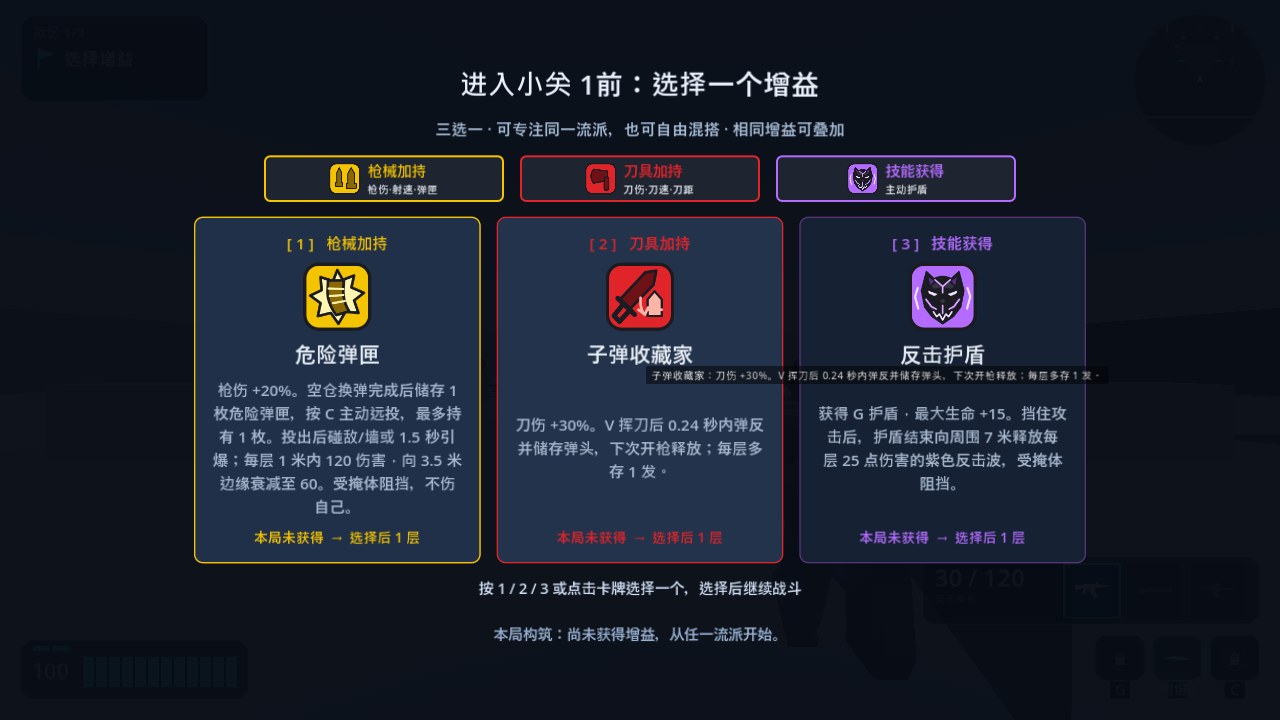 选择增益
进入小关 1前：选择一个增益
三选一 · 可专注同一流派，也可自由混搭 · 相同增益可叠加
枪械加持
枪伤·射速·弹匣
刀具加持
刀伤·刀速·刀距
技能获得
主动护盾
[ 1 ] 枪械加持
危险弹匣
枪伤 +20%。空仓换弹完成后储存 1
枚危险弹匣，按 C 主动远投，最多持
有 1 枚。投出后碰敌/墙或 1.5 秒引
爆；每层 1 米内 120 伤害 · 向 3.5 米
边缘衰减至 60。受掩体阻挡，不伤
自己。
本局未获得 → 选择后 1 层
[ 2 ] 刀具加持
子弹收藏家
刀伤 +30%。V 挥刀后 0.24 秒内弹反
并储存弹头，下次开枪释放；每层多
存 1 发。
本局未获得 → 选择后 1 层
[ 3 ] 技能获得
反击护盾
子弹收藏家：刀伤 +30%。V 挥刀后 0.24 秒内弹反并储存弹头，下次开枪释放；每层多存 1 发。
获得 G 护盾 · 最大生命 +15。挡住攻
击后，护盾结束向周围 7 米释放每
层 25 点伤害的紫色反击波，受掩体
阻挡。
本局未获得 → 选择后 1 层
按 1 / 2 / 3 或点击卡牌选择一个，选择后继续战斗
本局构筑：尚未获得增益，从任一流派开始。
30 / 120
100
G
C